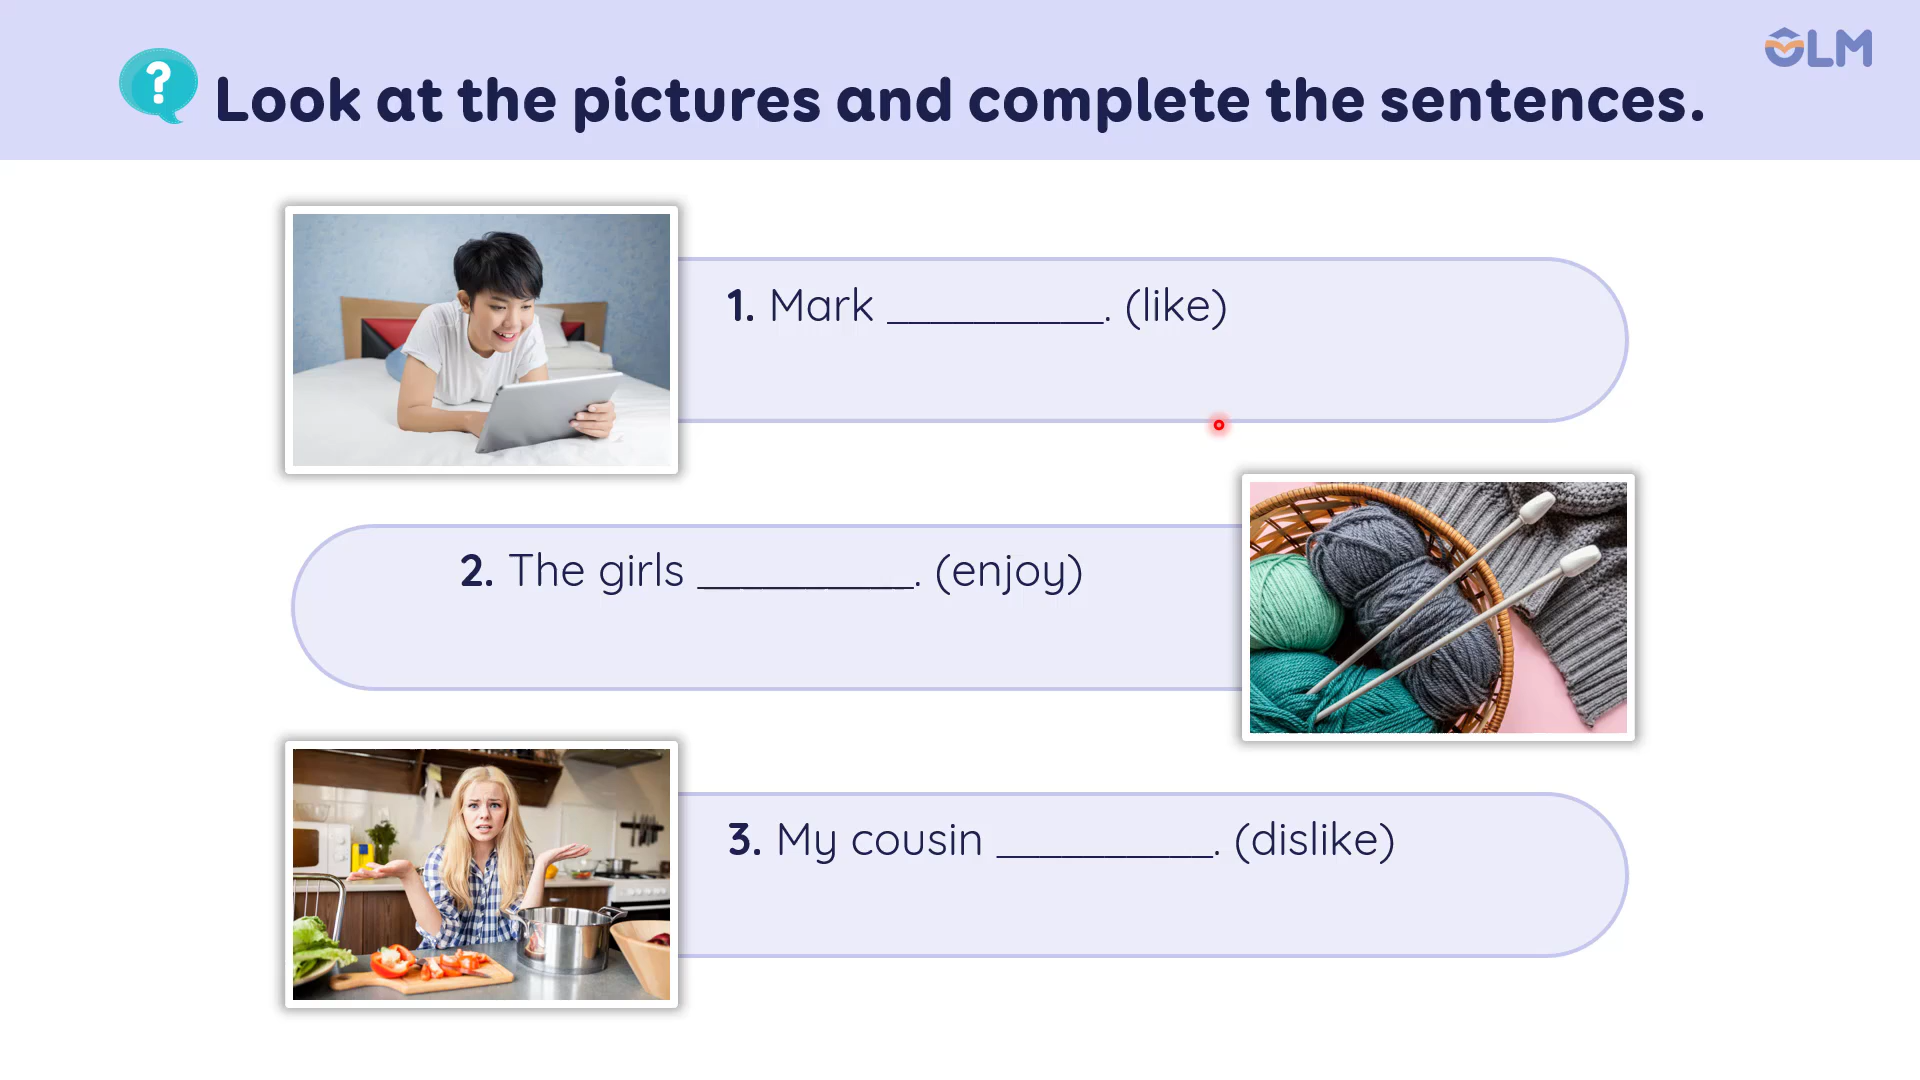 ?
ÔLM
Look at the pictures and complete the sentences.
1. Mark __________. (like)
2. The girls __________. (enjoy)
3. My cousin __________. (dislike)